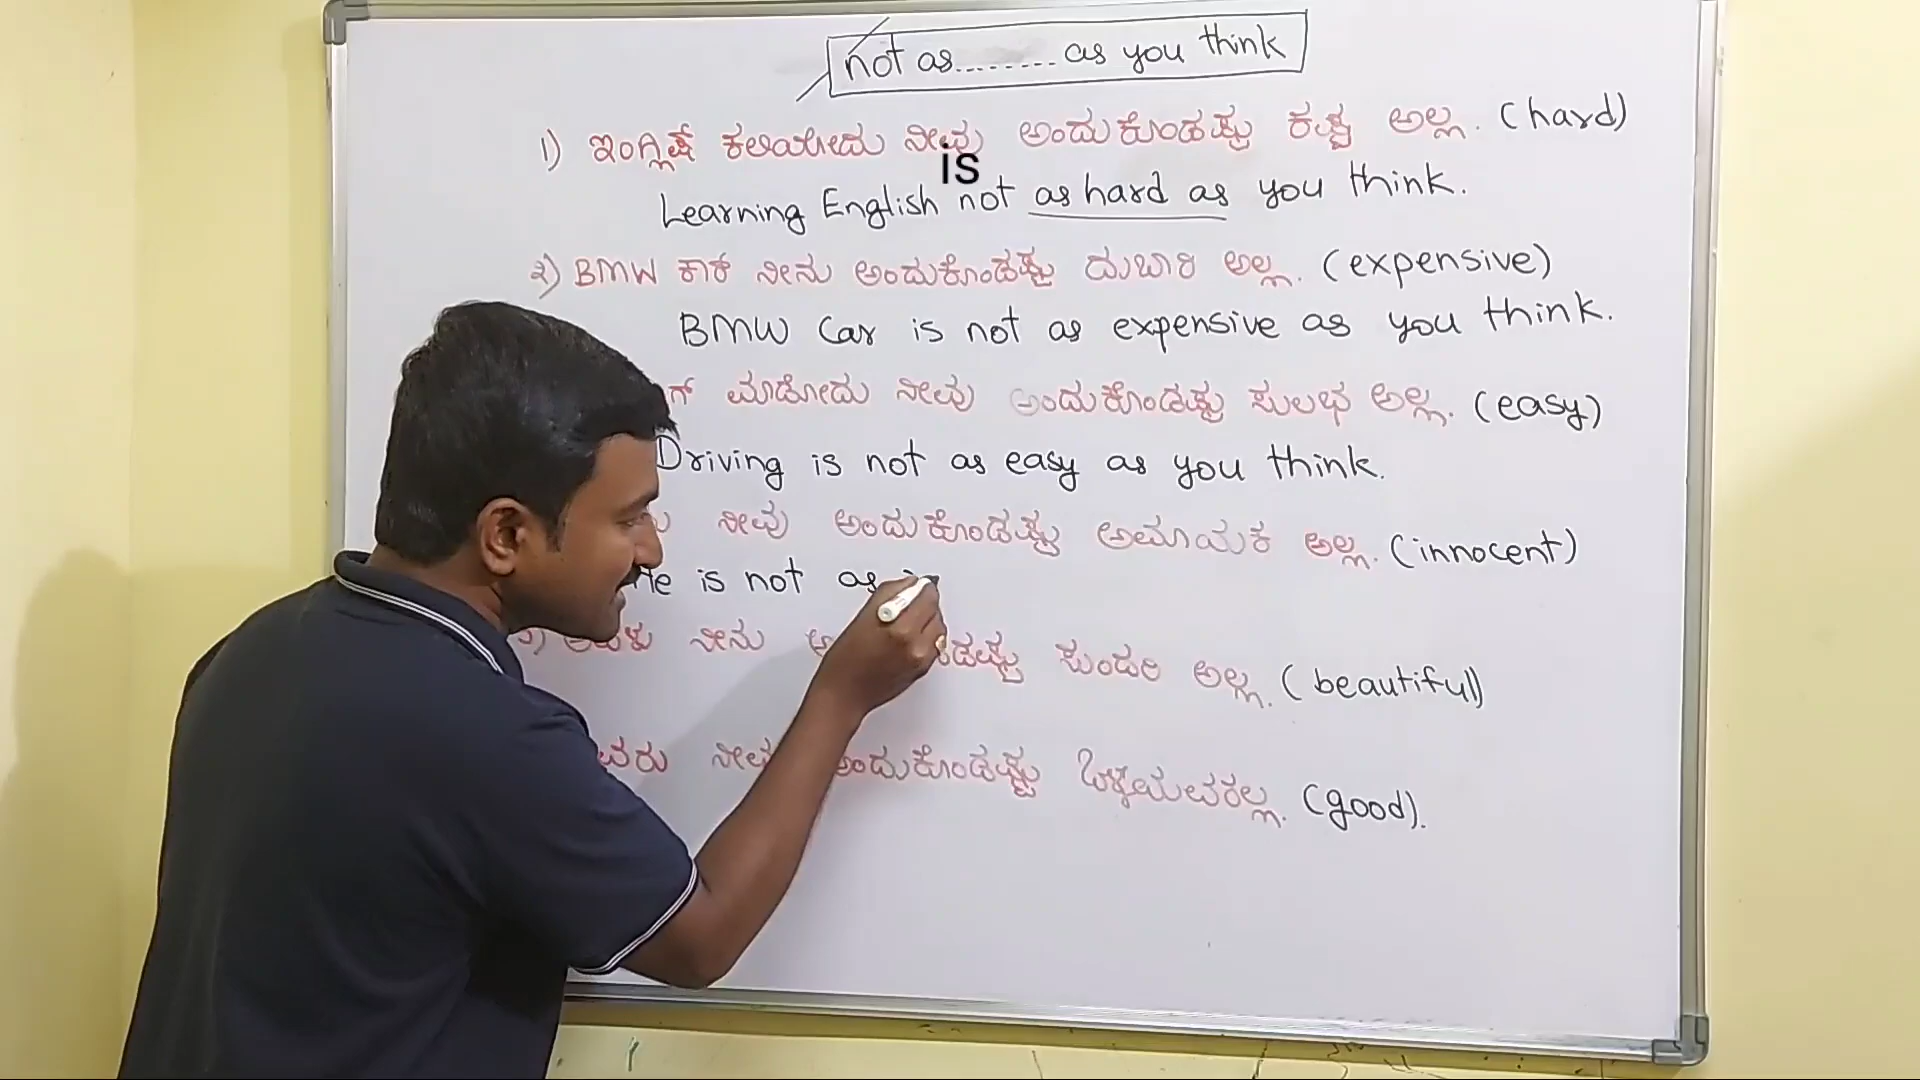 not as........ as you think
1) ಇಂಗ್ಲಿಷ್ ಕಲಿಯೋದು ನೀವು ಅಂದುಕೊಂಡಷ್ಟು ಕಷ್ಟ ಅಲ್ಲ. (hard)
is
Learning English not as hard as you think.
೨) BMW ಕಾರ್ ನೀನು ಅಂದುಕೊಂಡಷ್ಟು ದುಬಾರಿ ಅಲ್ಲ. (expensive)
BMW Car is not as expensive as you think.
ಗ್ ಮಾಡೋದು ನೀವು ಅಂದುಕೊಂಡಷ್ಟು ಸುಲಭ ಅಲ್ಲ. (easy)
Driving is not as easy as you think.
ನೀವು ಅಂದುಕೊಂಡಷ್ಟು ಅಮಾಯಕ ಅಲ್ಲ. (innocent)
He is not as
ನೀನು ಸುಂದರಿ ಅಲ್ಲ. (beautiful)
ಅಂದುಕೊಂಡಷ್ಟು ಒಳ್ಳೆಯವರಲ್ಲ. (good).